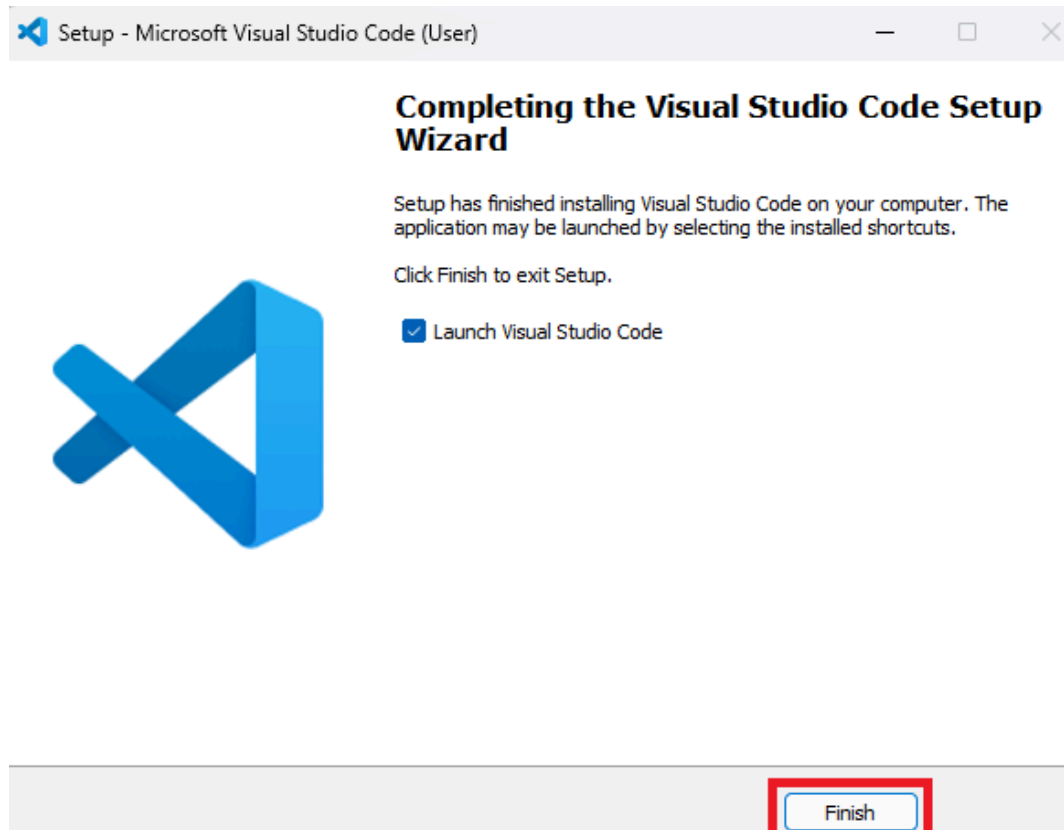 Setup - Microsoft Visual Studio Code (User)
Completing the Visual Studio Code Setup
Wizard
Setup has finished installing Visual Studio Code on your computer. The
application may be launched by selecting the installed shortcuts.
Click Finish to exit Setup.
Launch Visual Studio Code
Finish